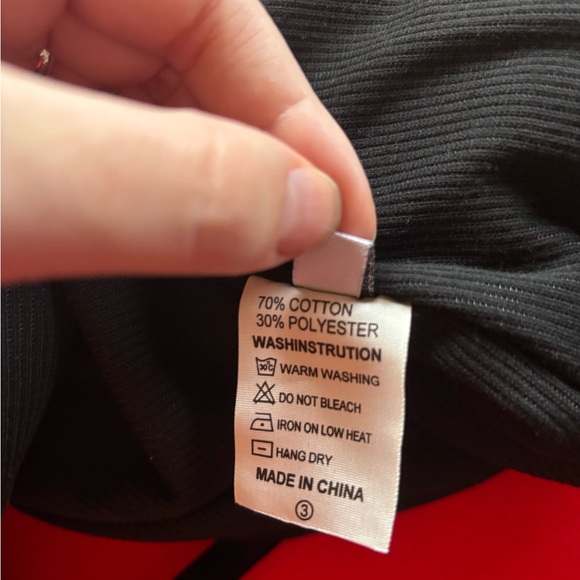 70% COTTON
30% POLYESTER
WASHINSTRUTION
30°C WARM WASHING
DO NOT BLEACH
IRON ON LOW HEAT
HANG DRY
MADE IN CHINA
3